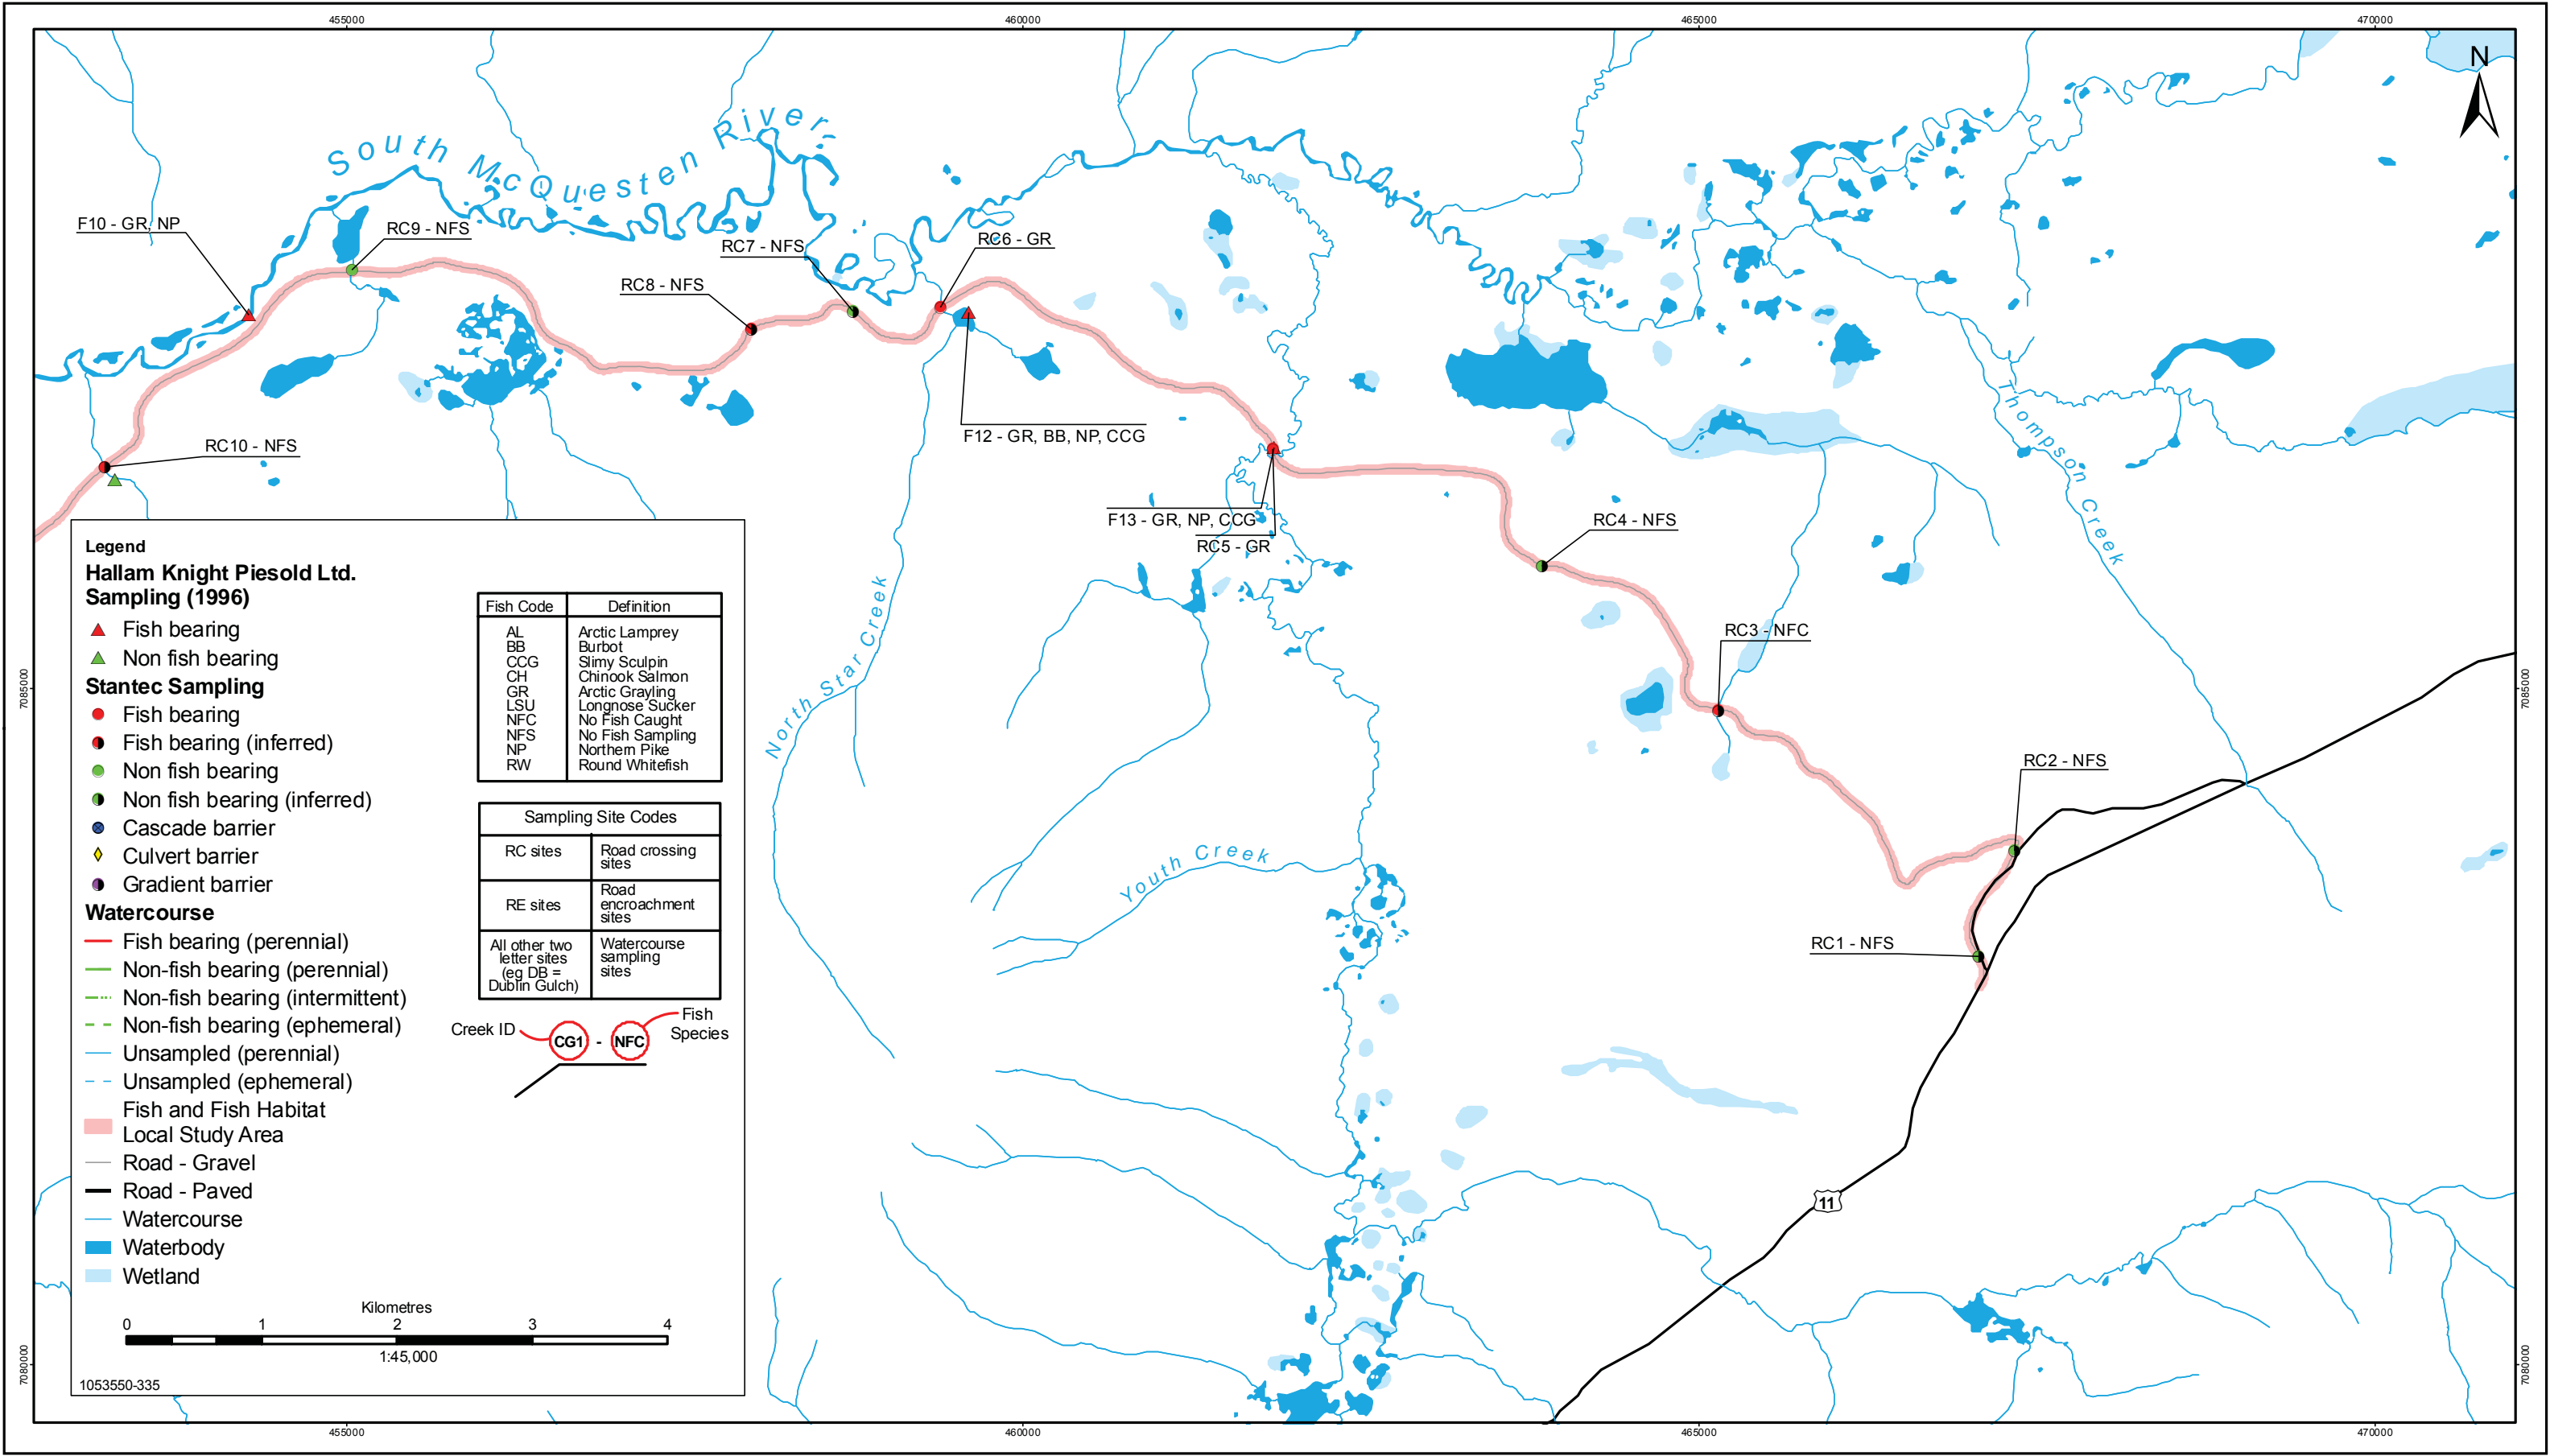 455000
460000
465000
470000
N
South McQuesten River
F10 - GR, NP
RC9 - NFS
RC7 - NFS
RC6 - GR
RC8 - NFS
F12 - GR, BB, NP, CCG
RC10 - NFS
F13 - GR, NP, CCG
RC5 - GR
RC4 - NFS
RC3 - NFC
RC2 - NFS
RC1 - NFS
Thompson Creek
North Star Creek
Youth Creek
11
7085000
7085000
7080000
7080000
Legend
Hallam Knight Piesold Ltd.
Sampling (1996)
Fish bearing
Non fish bearing
Stantec Sampling
Fish bearing
Fish bearing (inferred)
Non fish bearing
Non fish bearing (inferred)
Cascade barrier
Culvert barrier
Gradient barrier
Watercourse
Fish bearing (perennial)
Non-fish bearing (perennial)
Non-fish bearing (intermittent)
Non-fish bearing (ephemeral)
Unsampled (perennial)
Unsampled (ephemeral)
Fish and Fish Habitat
Local Study Area
Road - Gravel
Road - Paved
Watercourse
Waterbody
Wetland
Fish Code Definition
AL Arctic Lamprey
BB Burbot
CCG Slimy Sculpin
CH Chinook Salmon
GR Arctic Grayling
LSU Longnose Sucker
NFC No Fish Caught
NFS No Fish Sampling
NP Northern Pike
RW Round Whitefish
Sampling Site Codes
RC sites Road crossing
sites
RE sites Road
encroachment
sites
All other two
letter sites
(eg DB =
Dublin Gulch)
Watercourse
sampling
sites
Creek ID
CG1 - NFC
Fish
Species
Kilometres
0 1 2 3 4
1:45,000
1053550-335
455000
460000
465000
470000